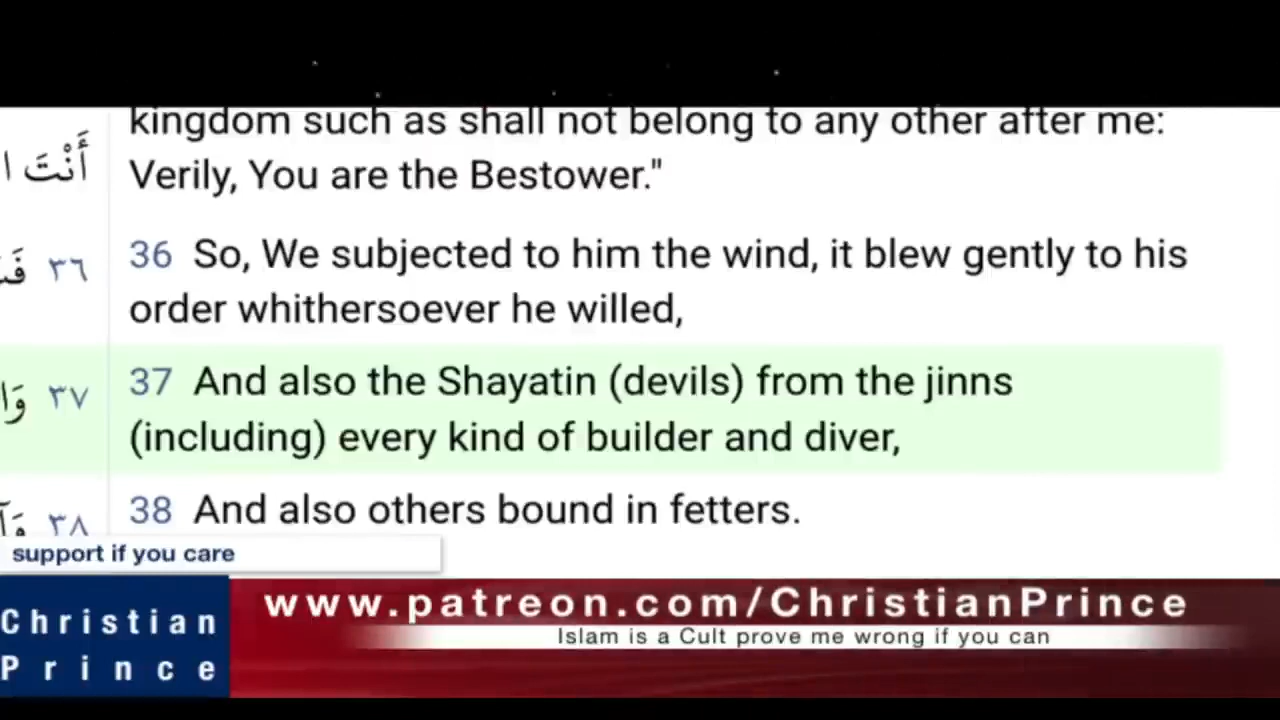 kingdom such as shall not belong to any other after me:
Verily, You are the Bestower."
أَنْتَ ا
36 So, We subjected to him the wind, it blew gently to his
order whithersoever he willed,
٣٦
37 And also the Shayatin (devils) from the jinns
(including) every kind of builder and diver,
٣٧ وَا
38 And also others bound in fetters.
٣٨
support if you care
Christian
Prince
www.patreon.com/ChristianPrince
Islam is a Cult prove me wrong if you can